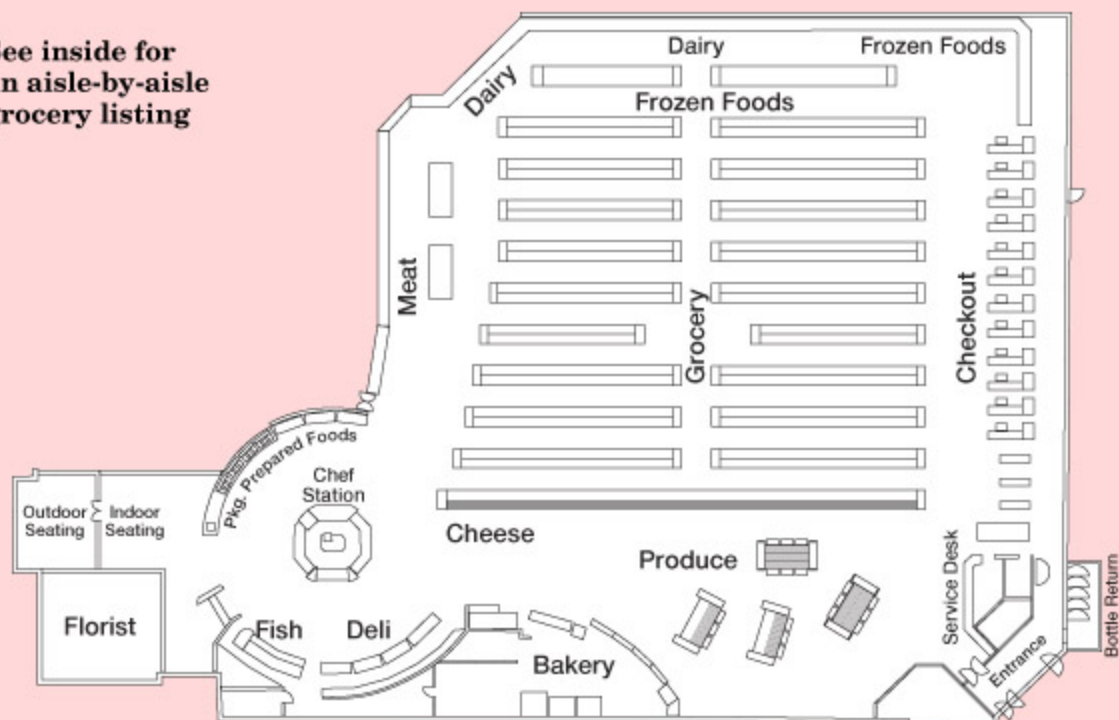 ee inside for
n aisle-by-aisle
rocery listing
Dairy
Frozen Foods
Dairy
Frozen Foods
Meat
Grocery
Checkout
Pkg. Prepared Foods
Chef
Station
Outdoor
Seating
Indoor
Seating
Cheese
Produce
Service Desk
Bottle Return
Florist
Fish
Deli
Bakery
Entrance